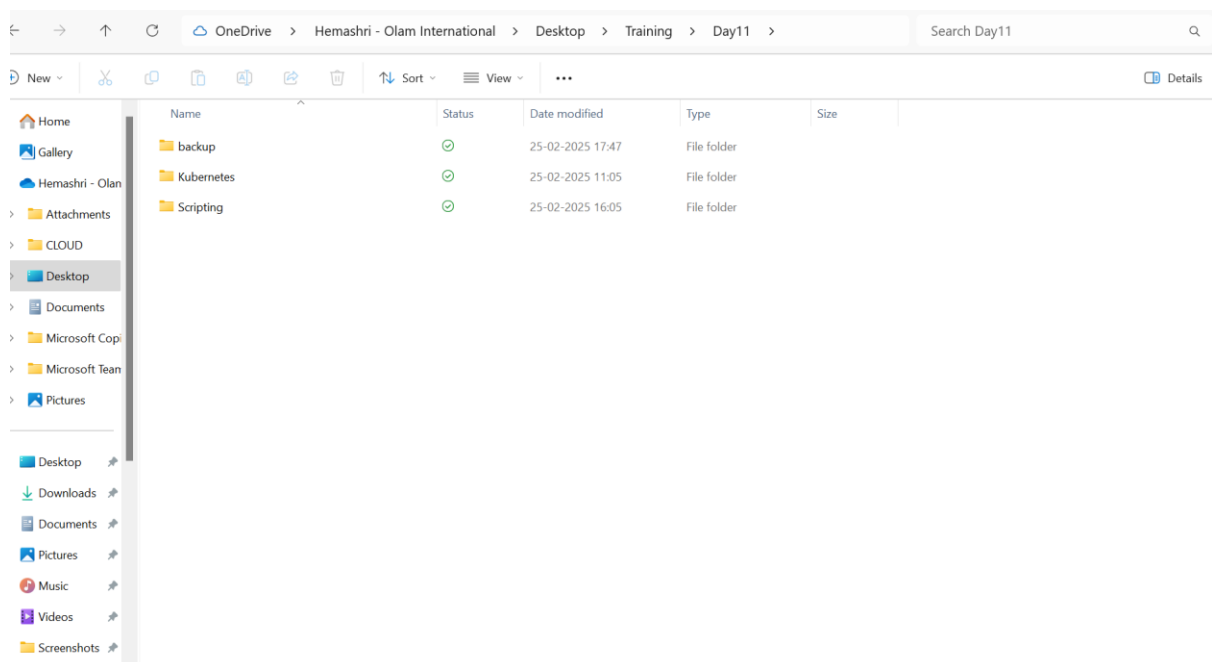 OneDrive > Hemashri - Olam International > Desktop > Training > Day11 > Search Day11
New Sort View ... Details
Name Status Date modified Type Size
backup 25-02-2025 17:47 File folder
Kubernetes 25-02-2025 11:05 File folder
Scripting 25-02-2025 16:05 File folder
Home
Gallery
Hemashri - Olan
Attachments
CLOUD
Desktop
Documents
Microsoft Copi
Microsoft Team
Pictures
Desktop
Downloads
Documents
Pictures
Music
Videos
Screenshots